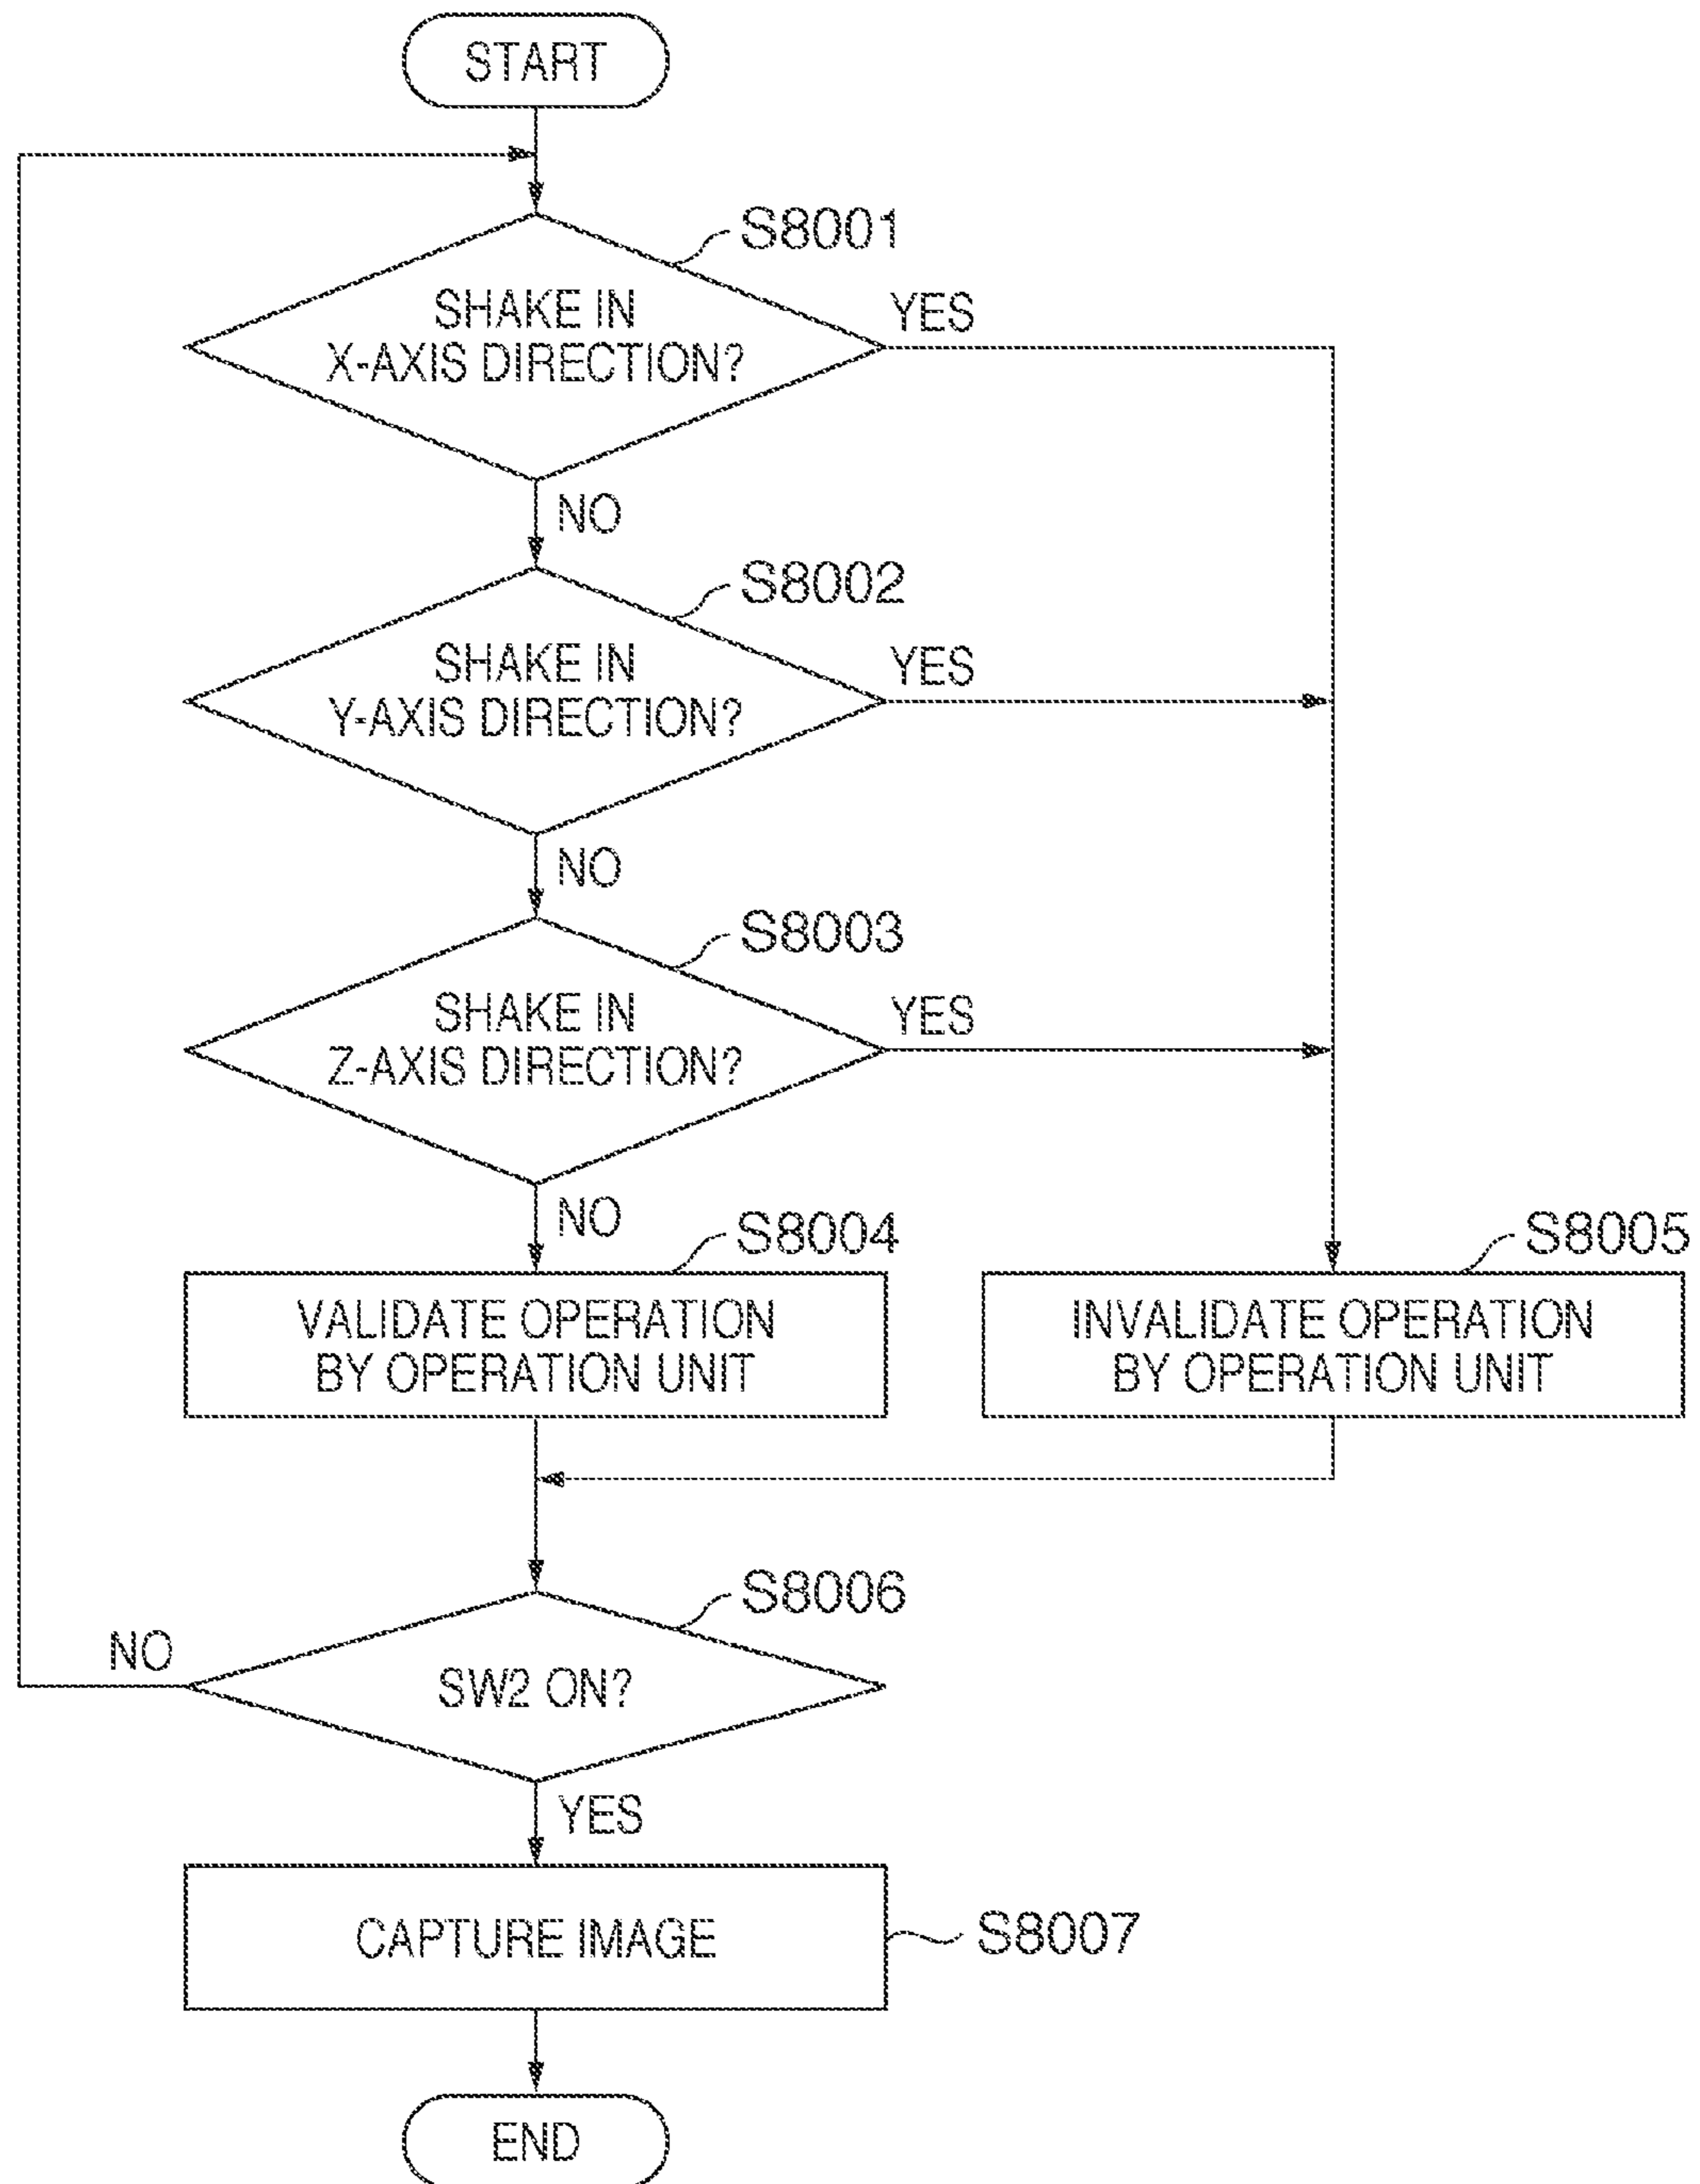 START
S8001
SHAKE IN
X-AXIS DIRECTION?
YES
NO
S8002
SHAKE IN
Y-AXIS DIRECTION?
YES
NO
S8003
SHAKE IN
Z-AXIS DIRECTION?
YES
NO
S8004
VALIDATE OPERATION
BY OPERATION UNIT
S8005
INVALIDATE OPERATION
BY OPERATION UNIT
S8006
NO
SW2 ON?
YES
CAPTURE IMAGE
S8007
END